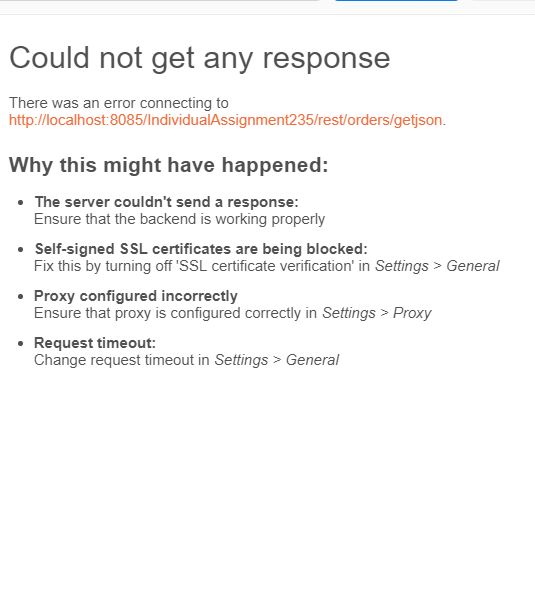 Could not get any response
There was an error connecting to
http://localhost:8085/IndividualAssignment235/rest/orders/getjson.
Why this might have happened:
• The server couldn't send a response:
Ensure that the backend is working properly
• Self-signed SSL certificates are being blocked:
Fix this by turning off 'SSL certificate verification' in Settings > General
• Proxy configured incorrectly
Ensure that proxy is configured correctly in Settings > Proxy
• Request timeout:
Change request timeout in Settings > General